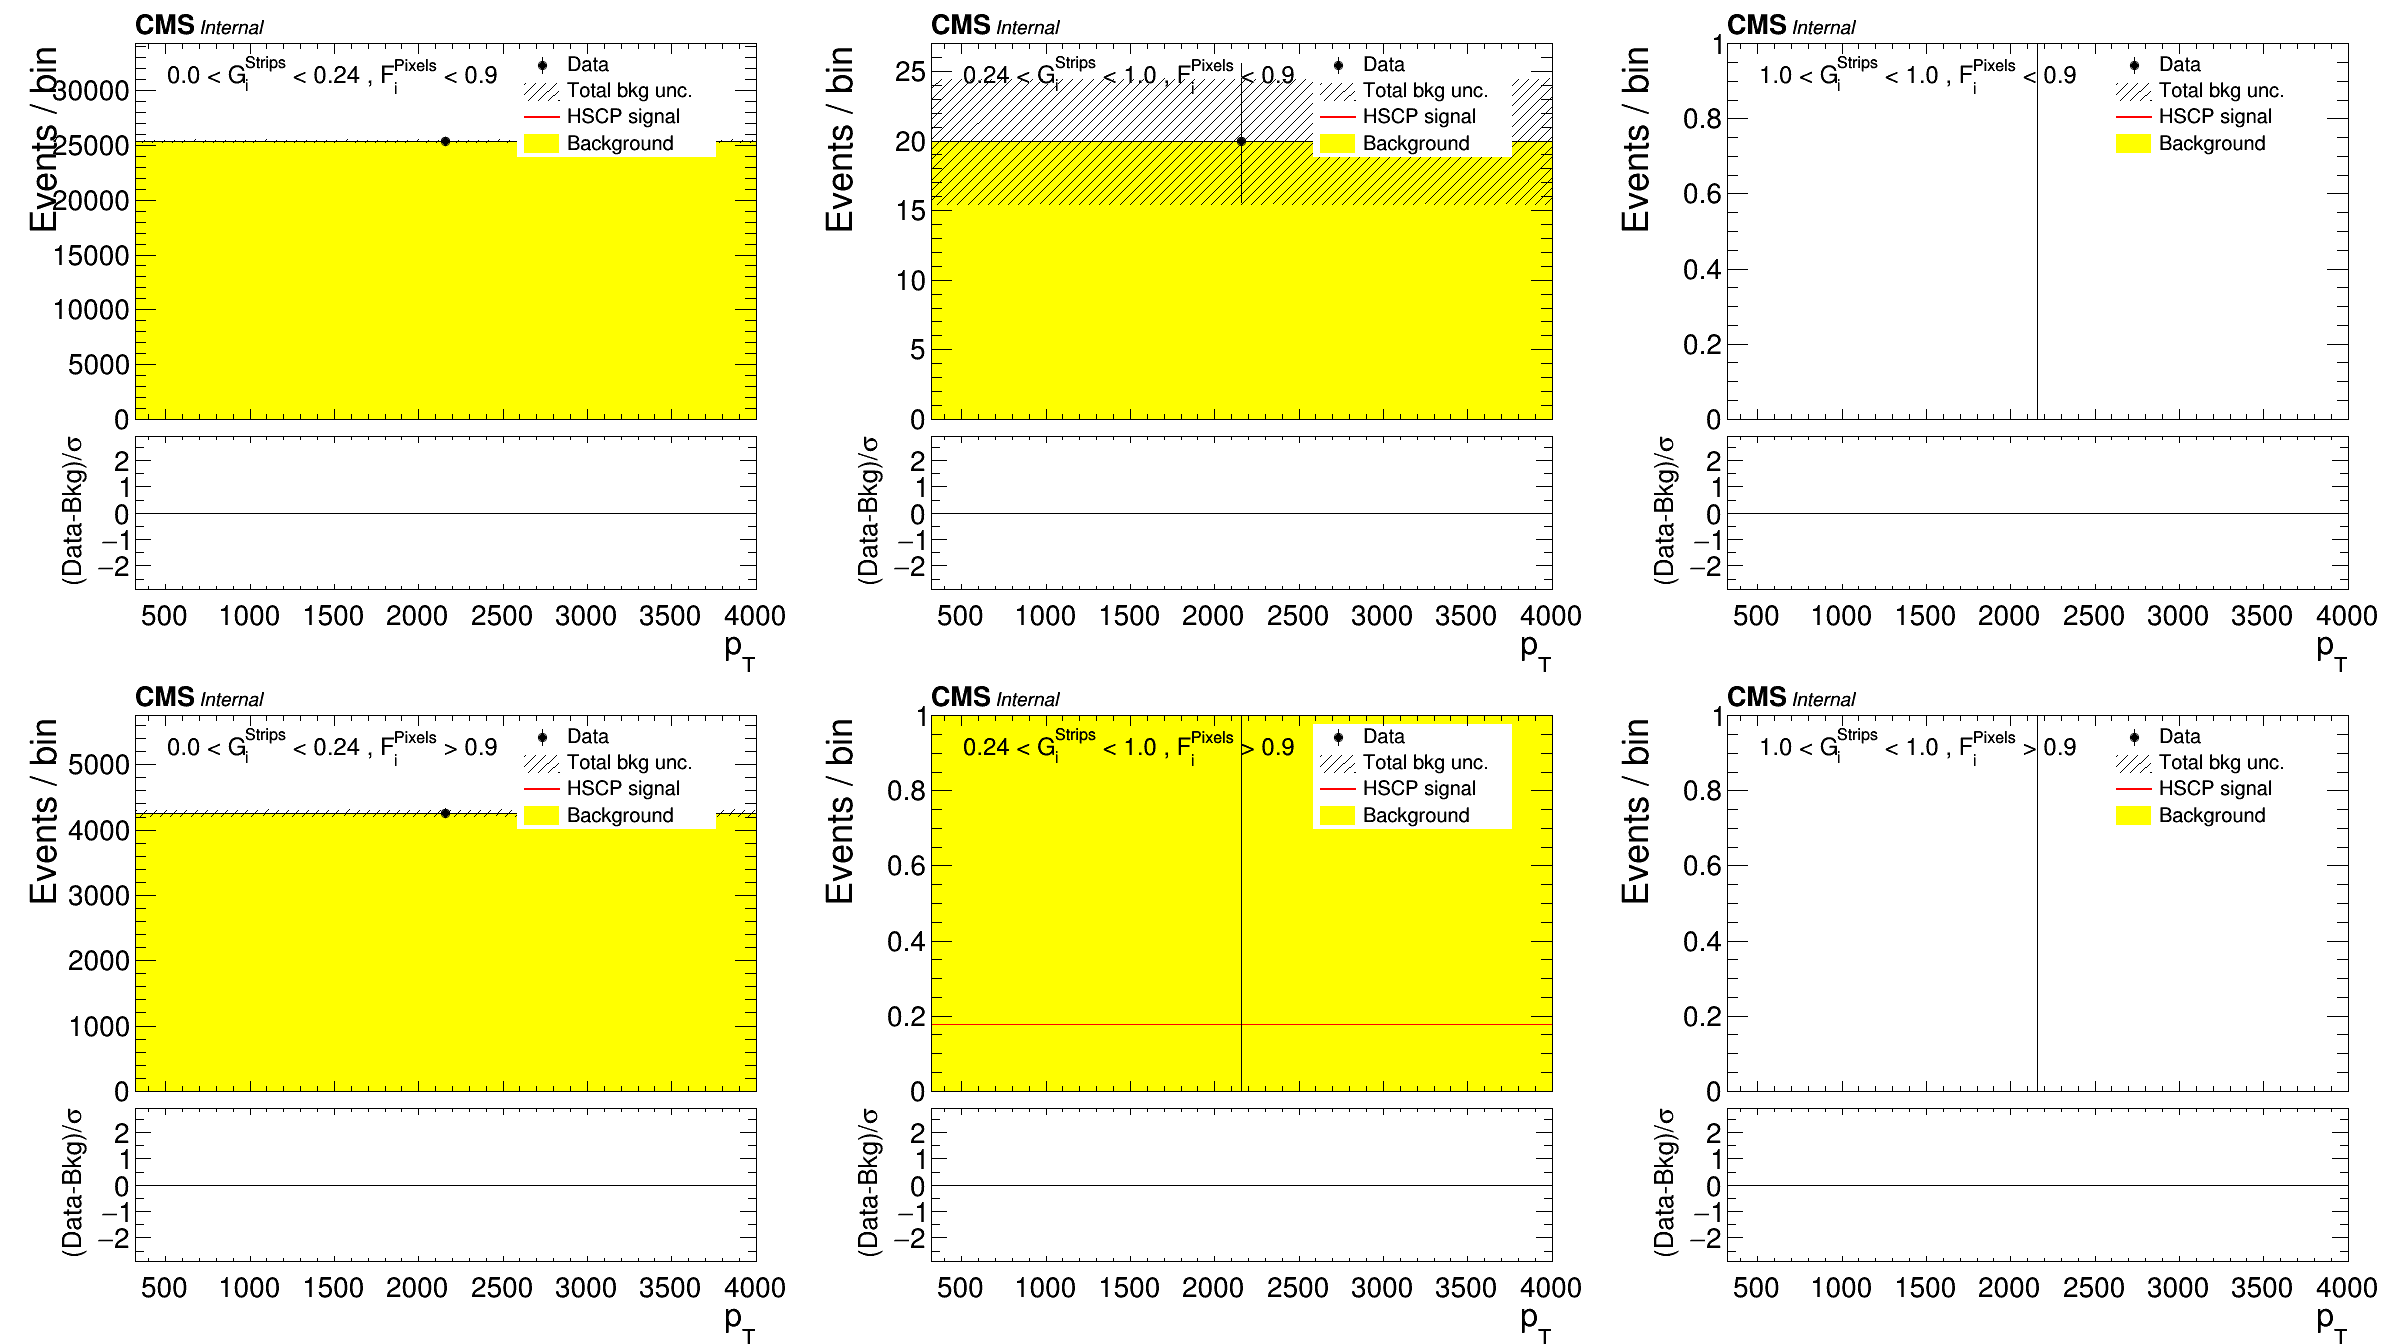 CMS Internal
0.0 < G_i^Strips < 0.24 , F_i^Pixels < 0.9
Data
Total bkg unc.
HSCP signal
Background
Events / bin
30000
25000
20000
15000
10000
5000
0
(Data-Bkg)/σ
2
1
0
−1
−2
500 1000 1500 2000 2500 3000 3500 4000
p_T
CMS Internal
0.24 < G_i^Strips < 1.0 , F_i^Pixels < 0.9
Data
Total bkg unc.
HSCP signal
Background
Events / bin
25
20
15
10
5
0
(Data-Bkg)/σ
2
1
0
−1
−2
500 1000 1500 2000 2500 3000 3500 4000
p_T
CMS Internal
1.0 < G_i^Strips < 1.0 , F_i^Pixels < 0.9
Data
Total bkg unc.
HSCP signal
Background
Events / bin
1
0.8
0.6
0.4
0.2
0
(Data-Bkg)/σ
2
1
0
−1
−2
500 1000 1500 2000 2500 3000 3500 4000
p_T
CMS Internal
0.0 < G_i^Strips < 0.24 , F_i^Pixels > 0.9
Data
Total bkg unc.
HSCP signal
Background
Events / bin
5000
4000
3000
2000
1000
0
(Data-Bkg)/σ
2
1
0
−1
−2
500 1000 1500 2000 2500 3000 3500 4000
p_T
CMS Internal
0.24 < G_i^Strips < 1.0 , F_i^Pixels > 0.9
Data
Total bkg unc.
HSCP signal
Background
Events / bin
1
0.8
0.6
0.4
0.2
0
(Data-Bkg)/σ
2
1
0
−1
−2
500 1000 1500 2000 2500 3000 3500 4000
p_T
CMS Internal
1.0 < G_i^Strips < 1.0 , F_i^Pixels > 0.9
Data
Total bkg unc.
HSCP signal
Background
Events / bin
1
0.8
0.6
0.4
0.2
0
(Data-Bkg)/σ
2
1
0
−1
−2
500 1000 1500 2000 2500 3000 3500 4000
p_T